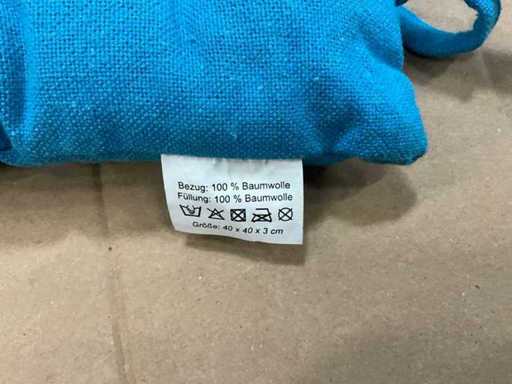 Bezug: 100 % Baumwolle
Füllung: 100 % Baumwolle
Größe: 40 x 40 x 3 cm